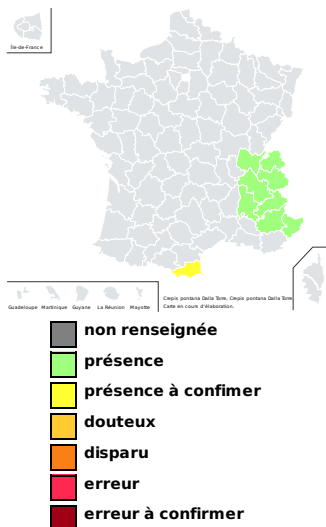 Île-de-France
Guadeloupe Martinique Guyane La Réunion Mayotte
Crepis pontana Dalla Torre, Crepis pontana Dalla Torre
Carte en cours d'élaboration.
non renseignée
présence
présence à confimer
douteux
disparu
erreur
erreur à confirmer